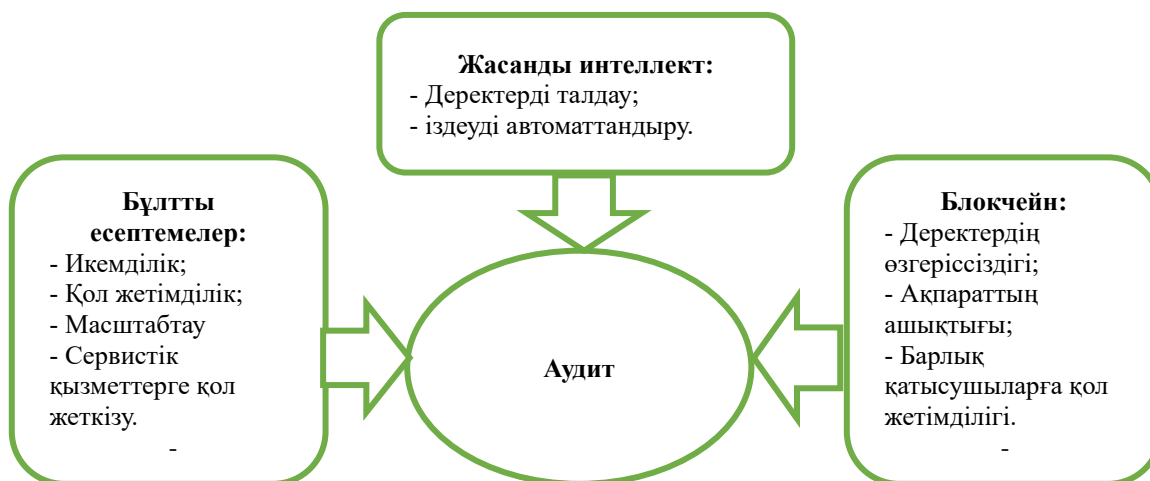 Жасанды интеллект:
- Деректерді талдау;
- іздеуді автоматтандыру.
Бұлтты
есептемелер:
- Икемділік;
- Қол жетімділік;
- Масштабтау
- Сервистік
қызметтерге қол
жеткізу.
-
Аудит
Блокчейн:
- Деректердің
өзгеріссіздігі;
- Ақпараттың
ашықтығы;
- Барлық
қатысушыларға қол
жетімділігі.
-